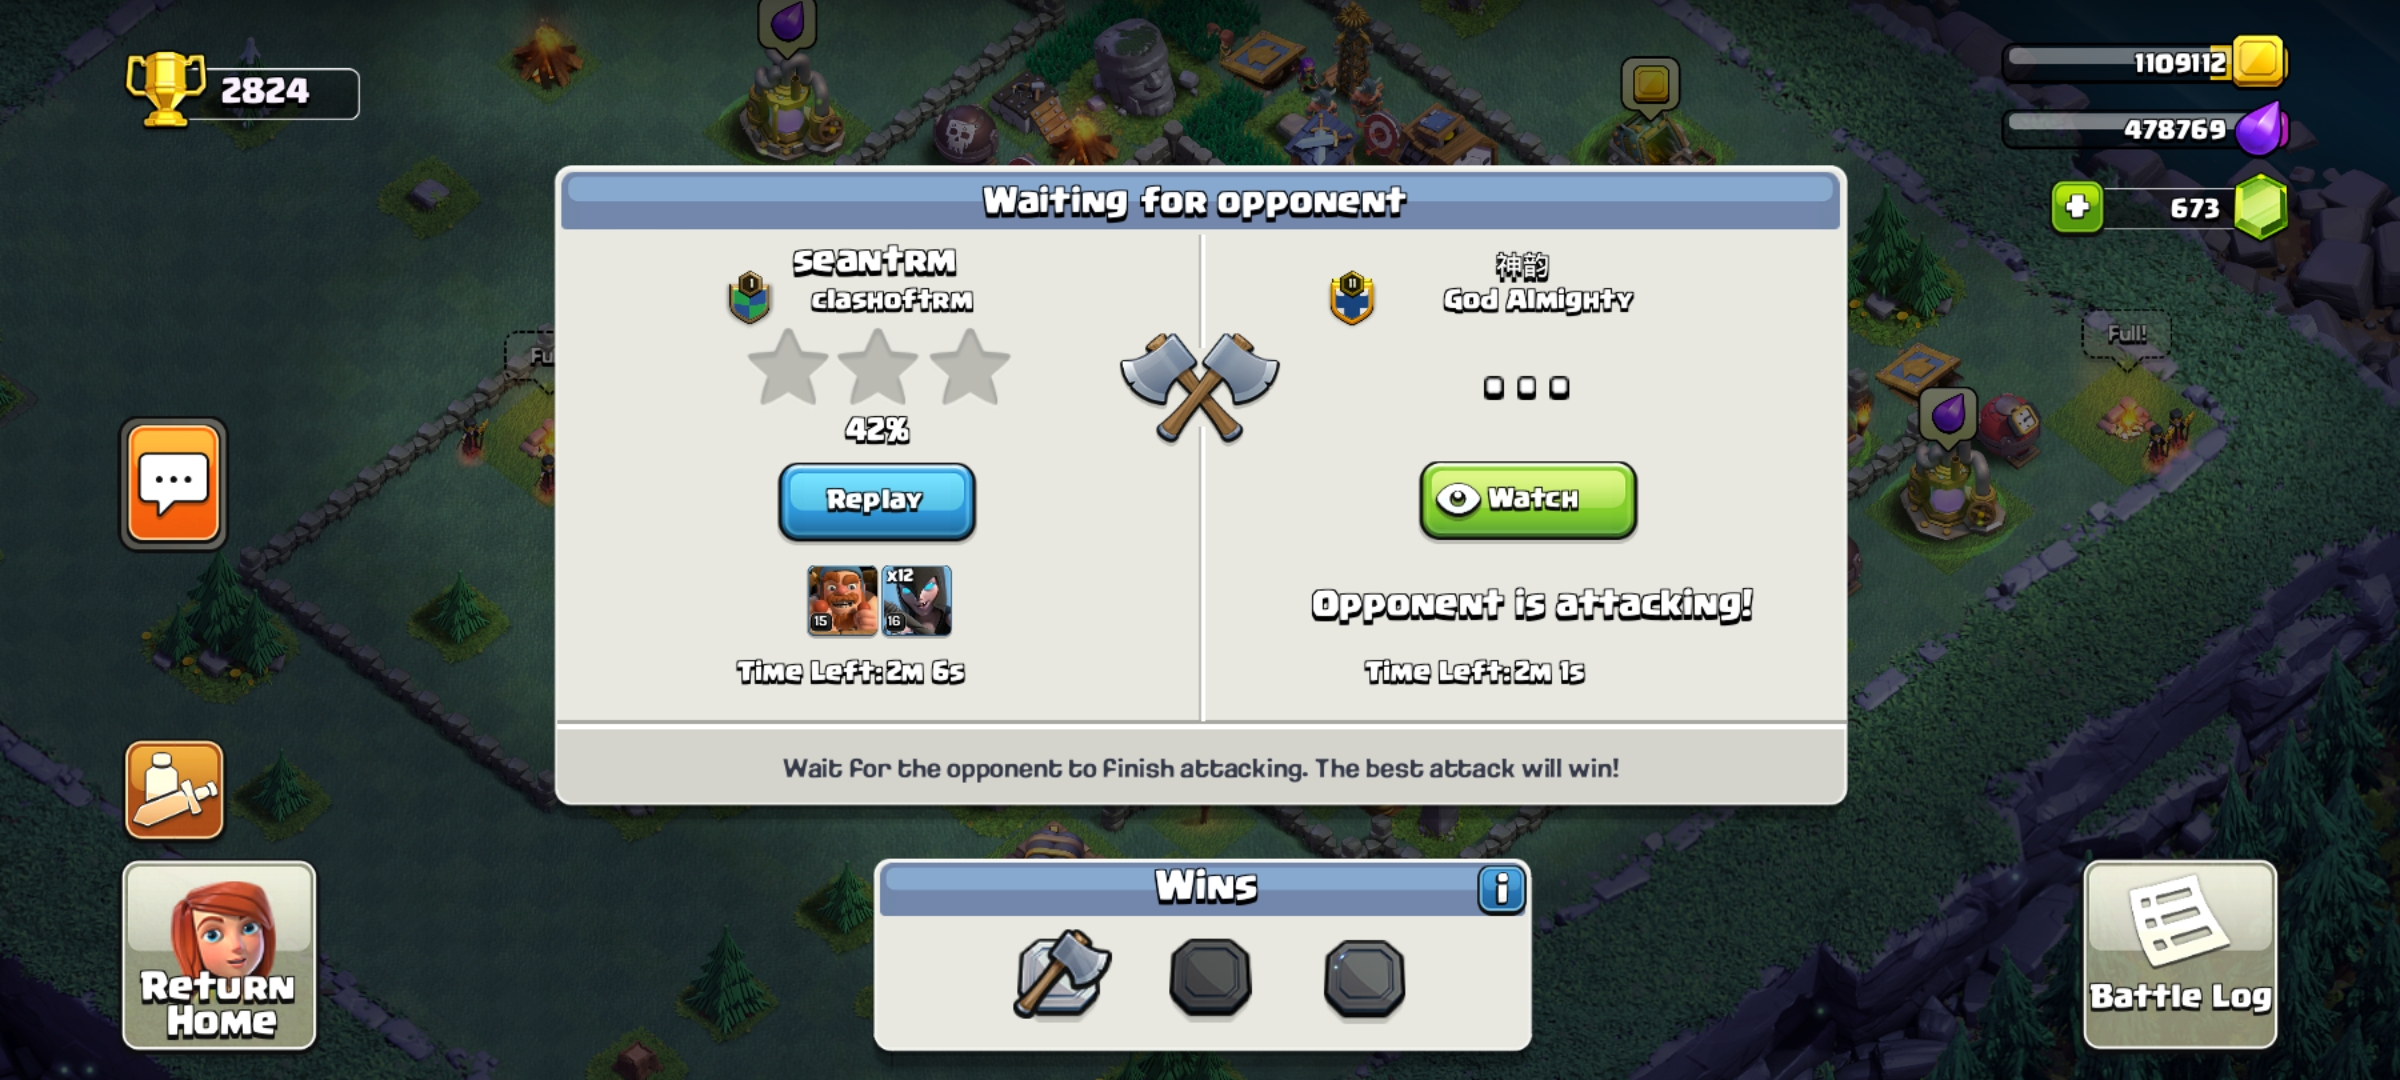 2824
1109112
478769
673
Waiting for opponent
seantrm
1
clashoftrm
神韵
11
God Almighty
42%
Replay
Watch
x12
15
16
Opponent is attacking!
Time Left:2m 6s
Time Left:2m 1s
Wait for the opponent to finish attacking. The best attack will win!
Full!
Wins
i
Return
Home
Battle Log